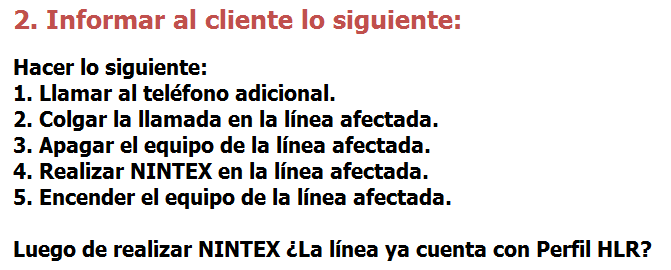 2. Informar al cliente lo siguiente:
Hacer lo siguiente:
1. Llamar al teléfono adicional.
2. Colgar la llamada en la línea afectada.
3. Apagar el equipo de la línea afectada.
4. Realizar NINTEX en la línea afectada.
5. Encender el equipo de la línea afectada.
Luego de realizar NINTEX ¿La línea ya cuenta con Perfil HLR?